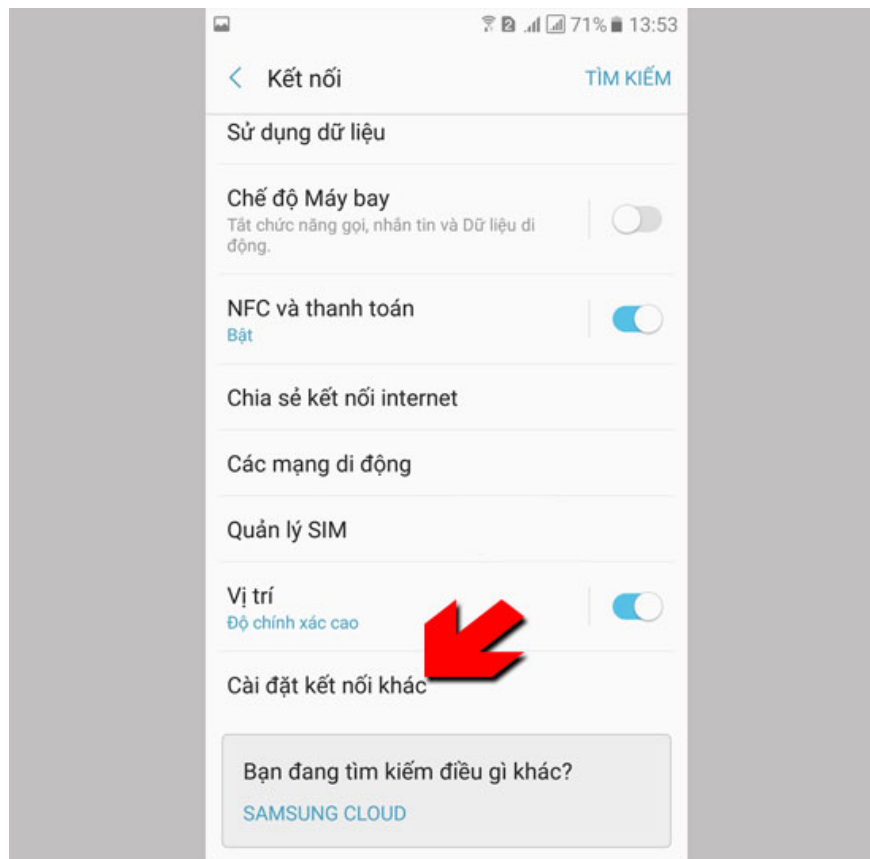 2 71% 13:53
Kết nối TÌM KIẾM
Sử dụng dữ liệu
Chế độ Máy bay
Tắt chức năng gọi, nhắn tin và Dữ liệu di
động.
NFC và thanh toán
Bật
Chia sẻ kết nối internet
Các mạng di động
Quản lý SIM
Vị trí
Độ chính xác cao
Cài đặt kết nối khác
Bạn đang tìm kiếm điều gì khác?
SAMSUNG CLOUD